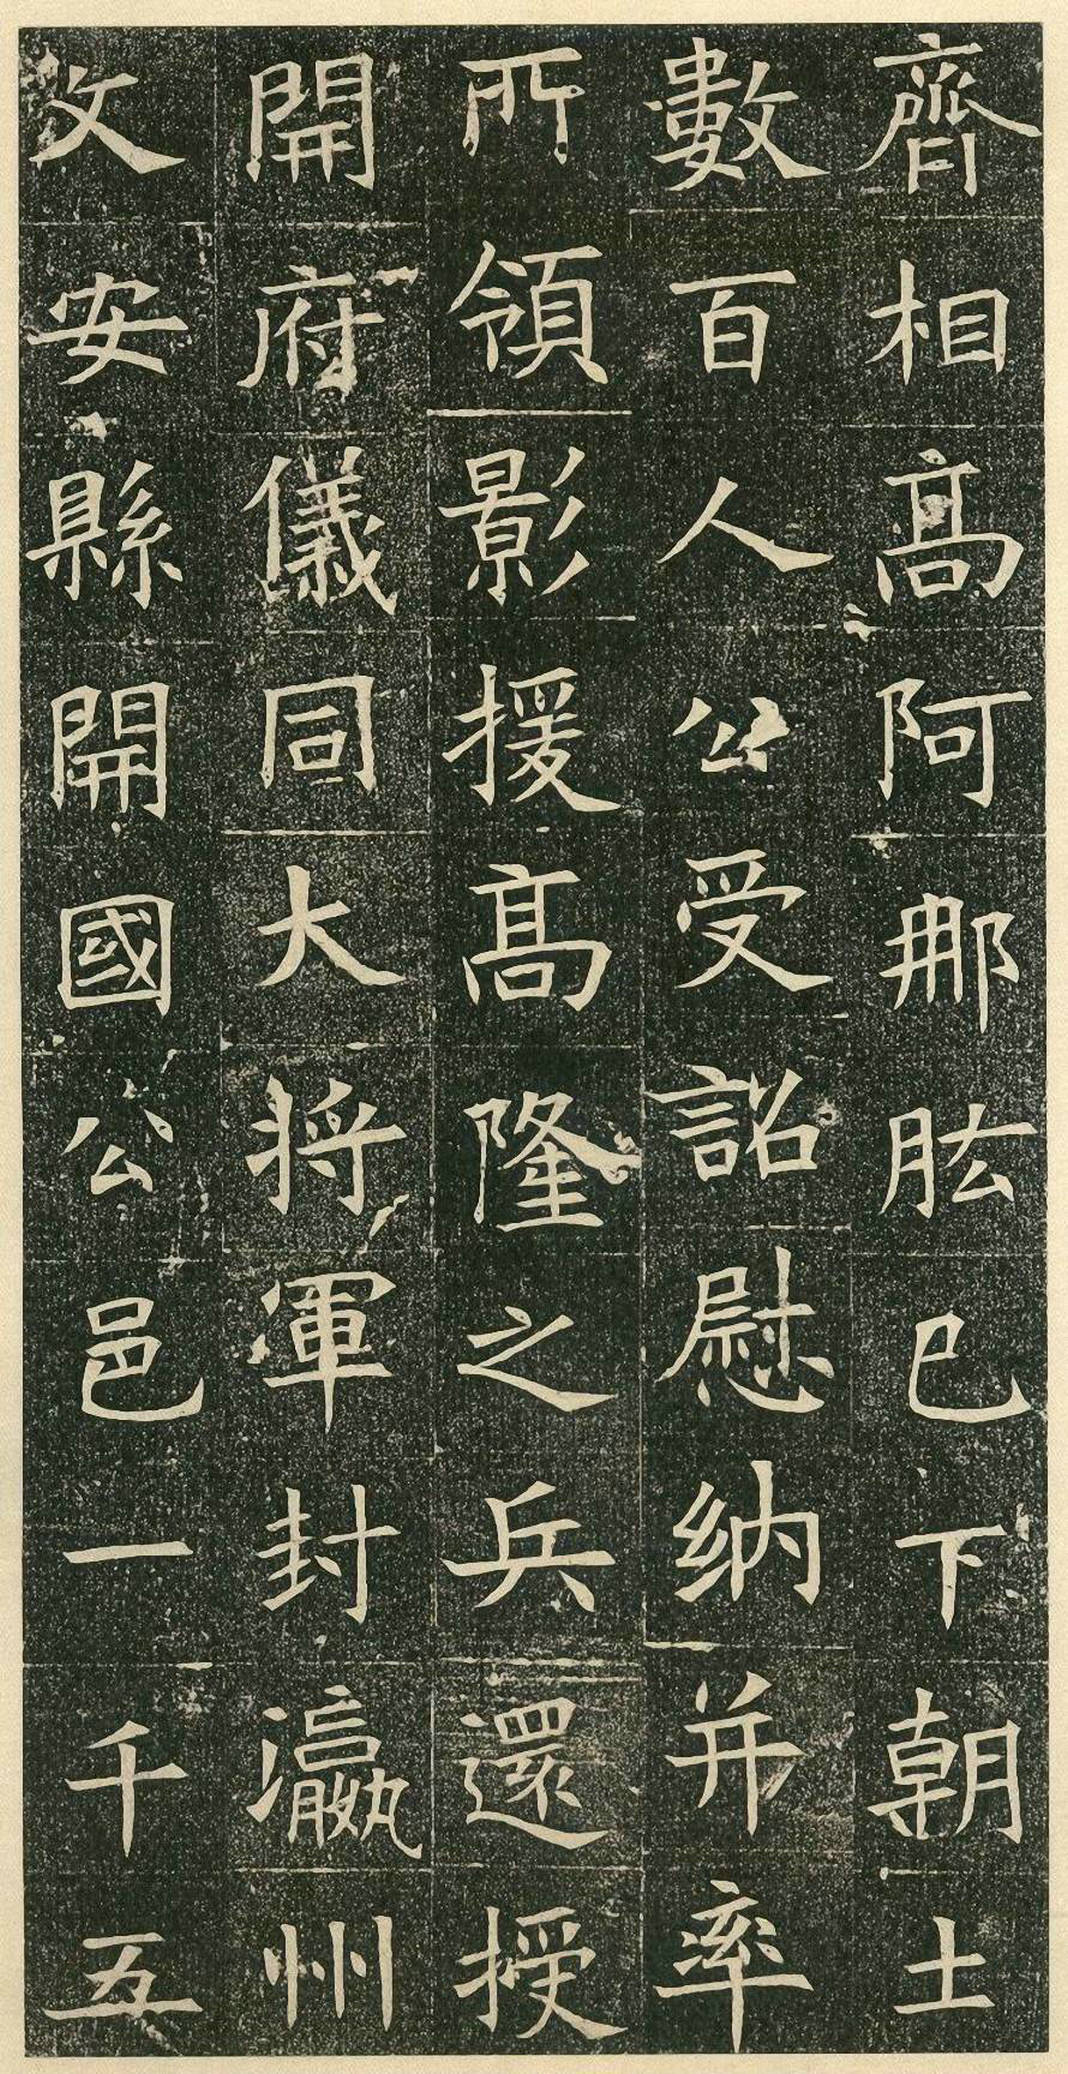 齊相高阿那肱已下朝士
數百人公受詔慰納并率
所領影援高隆之兵還授
開府儀同大將軍封瀛州
文安縣開國公邑一千五